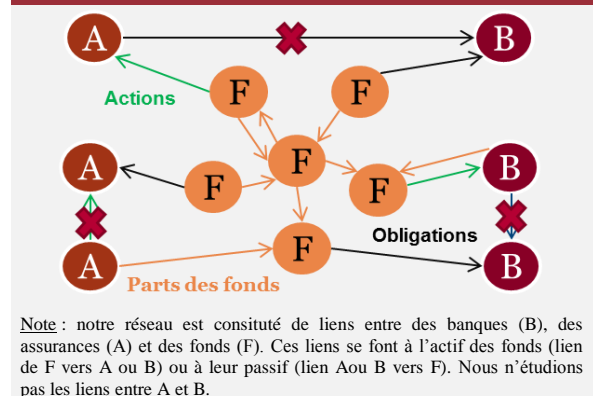 A
B
Actions
F
F
F
A
F
F
B
Obligations
A
F
B
Parts des fonds
Note : notre réseau est consituté de liens entre des banques (B), des
assurances (A) et des fonds (F). Ces liens se font à l’actif des fonds (lien
de F vers A ou B) ou à leur passif (lien Aou B vers F). Nous n’étudions
pas les liens entre A et B.